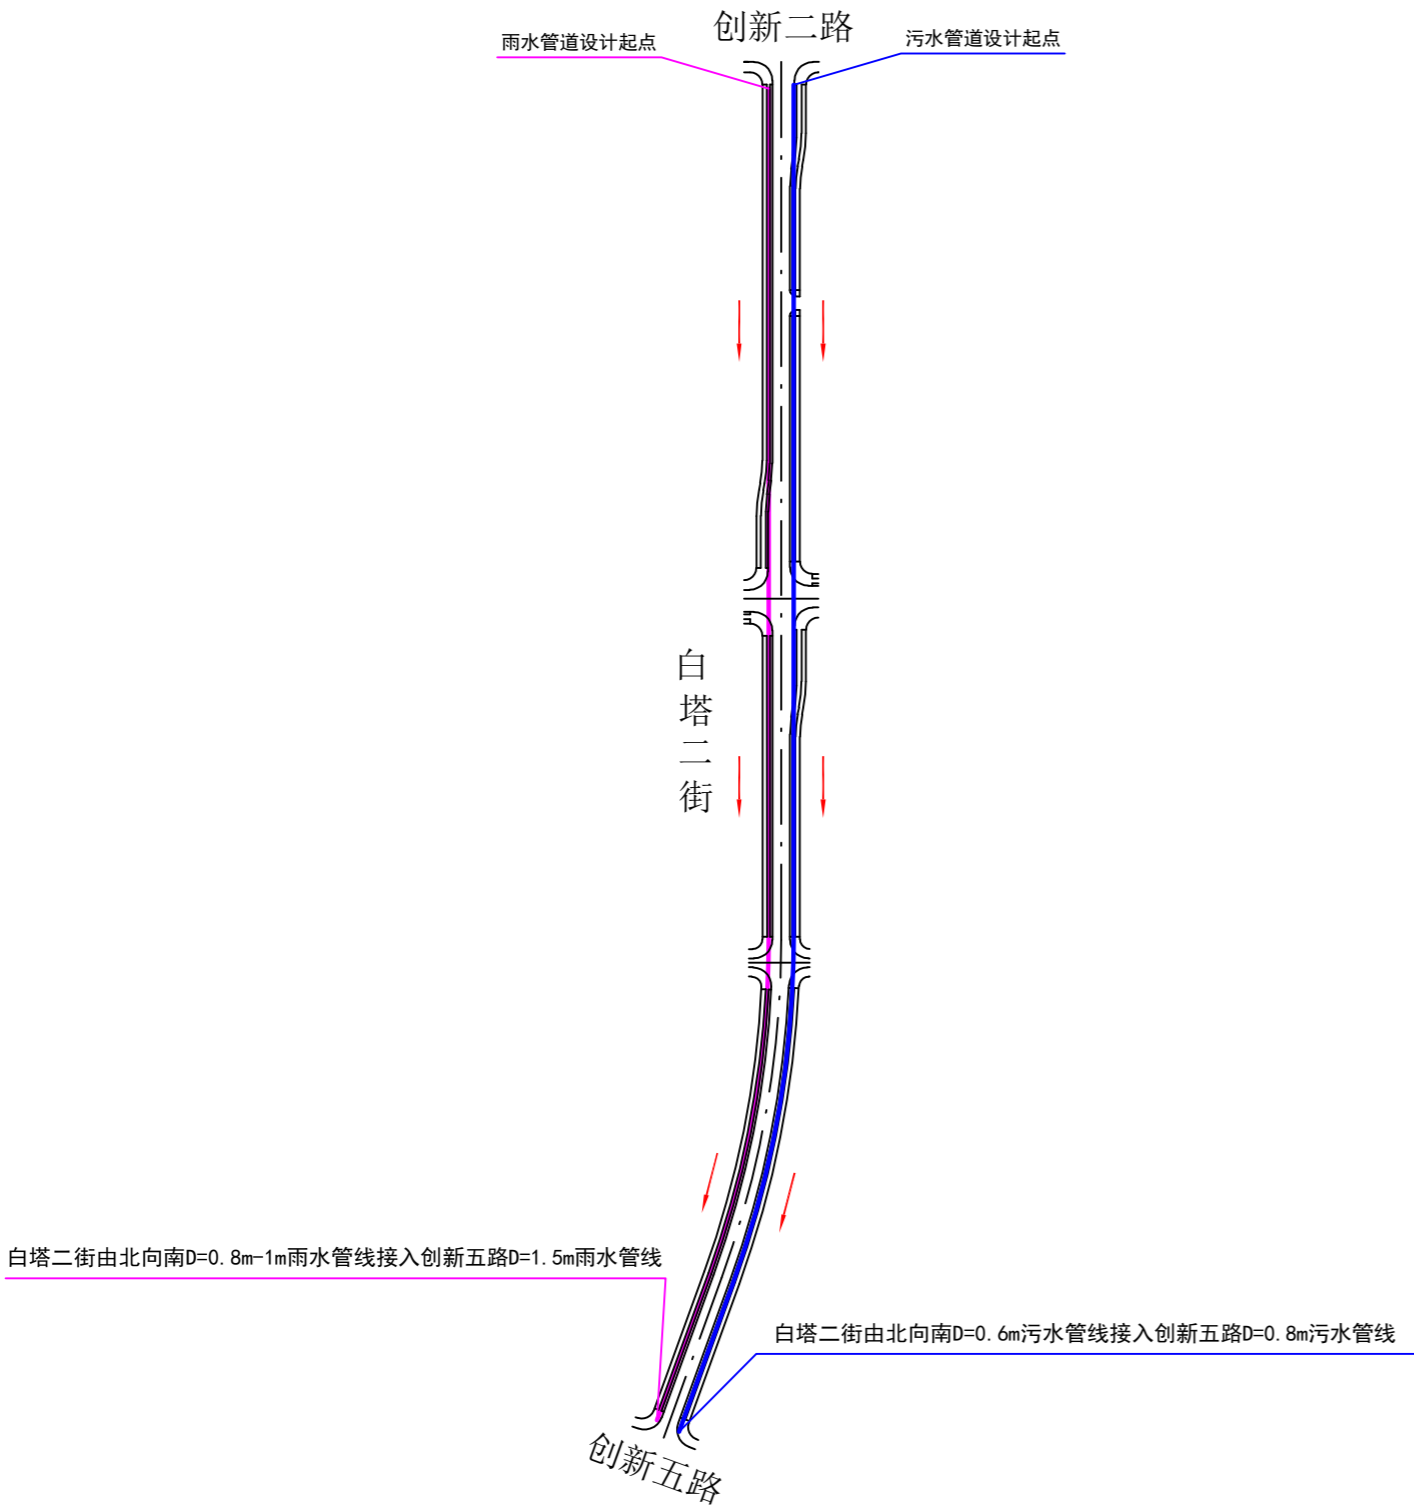 创新二路
雨水管道设计起点
污水管道设计起点
白塔二街
白塔二街由北向南D=0.8m-1m雨水管线接入创新五路D=1.5m雨水管线
白塔二街由北向南D=0.6m污水管线接入创新五路D=0.8m污水管线
创新五路